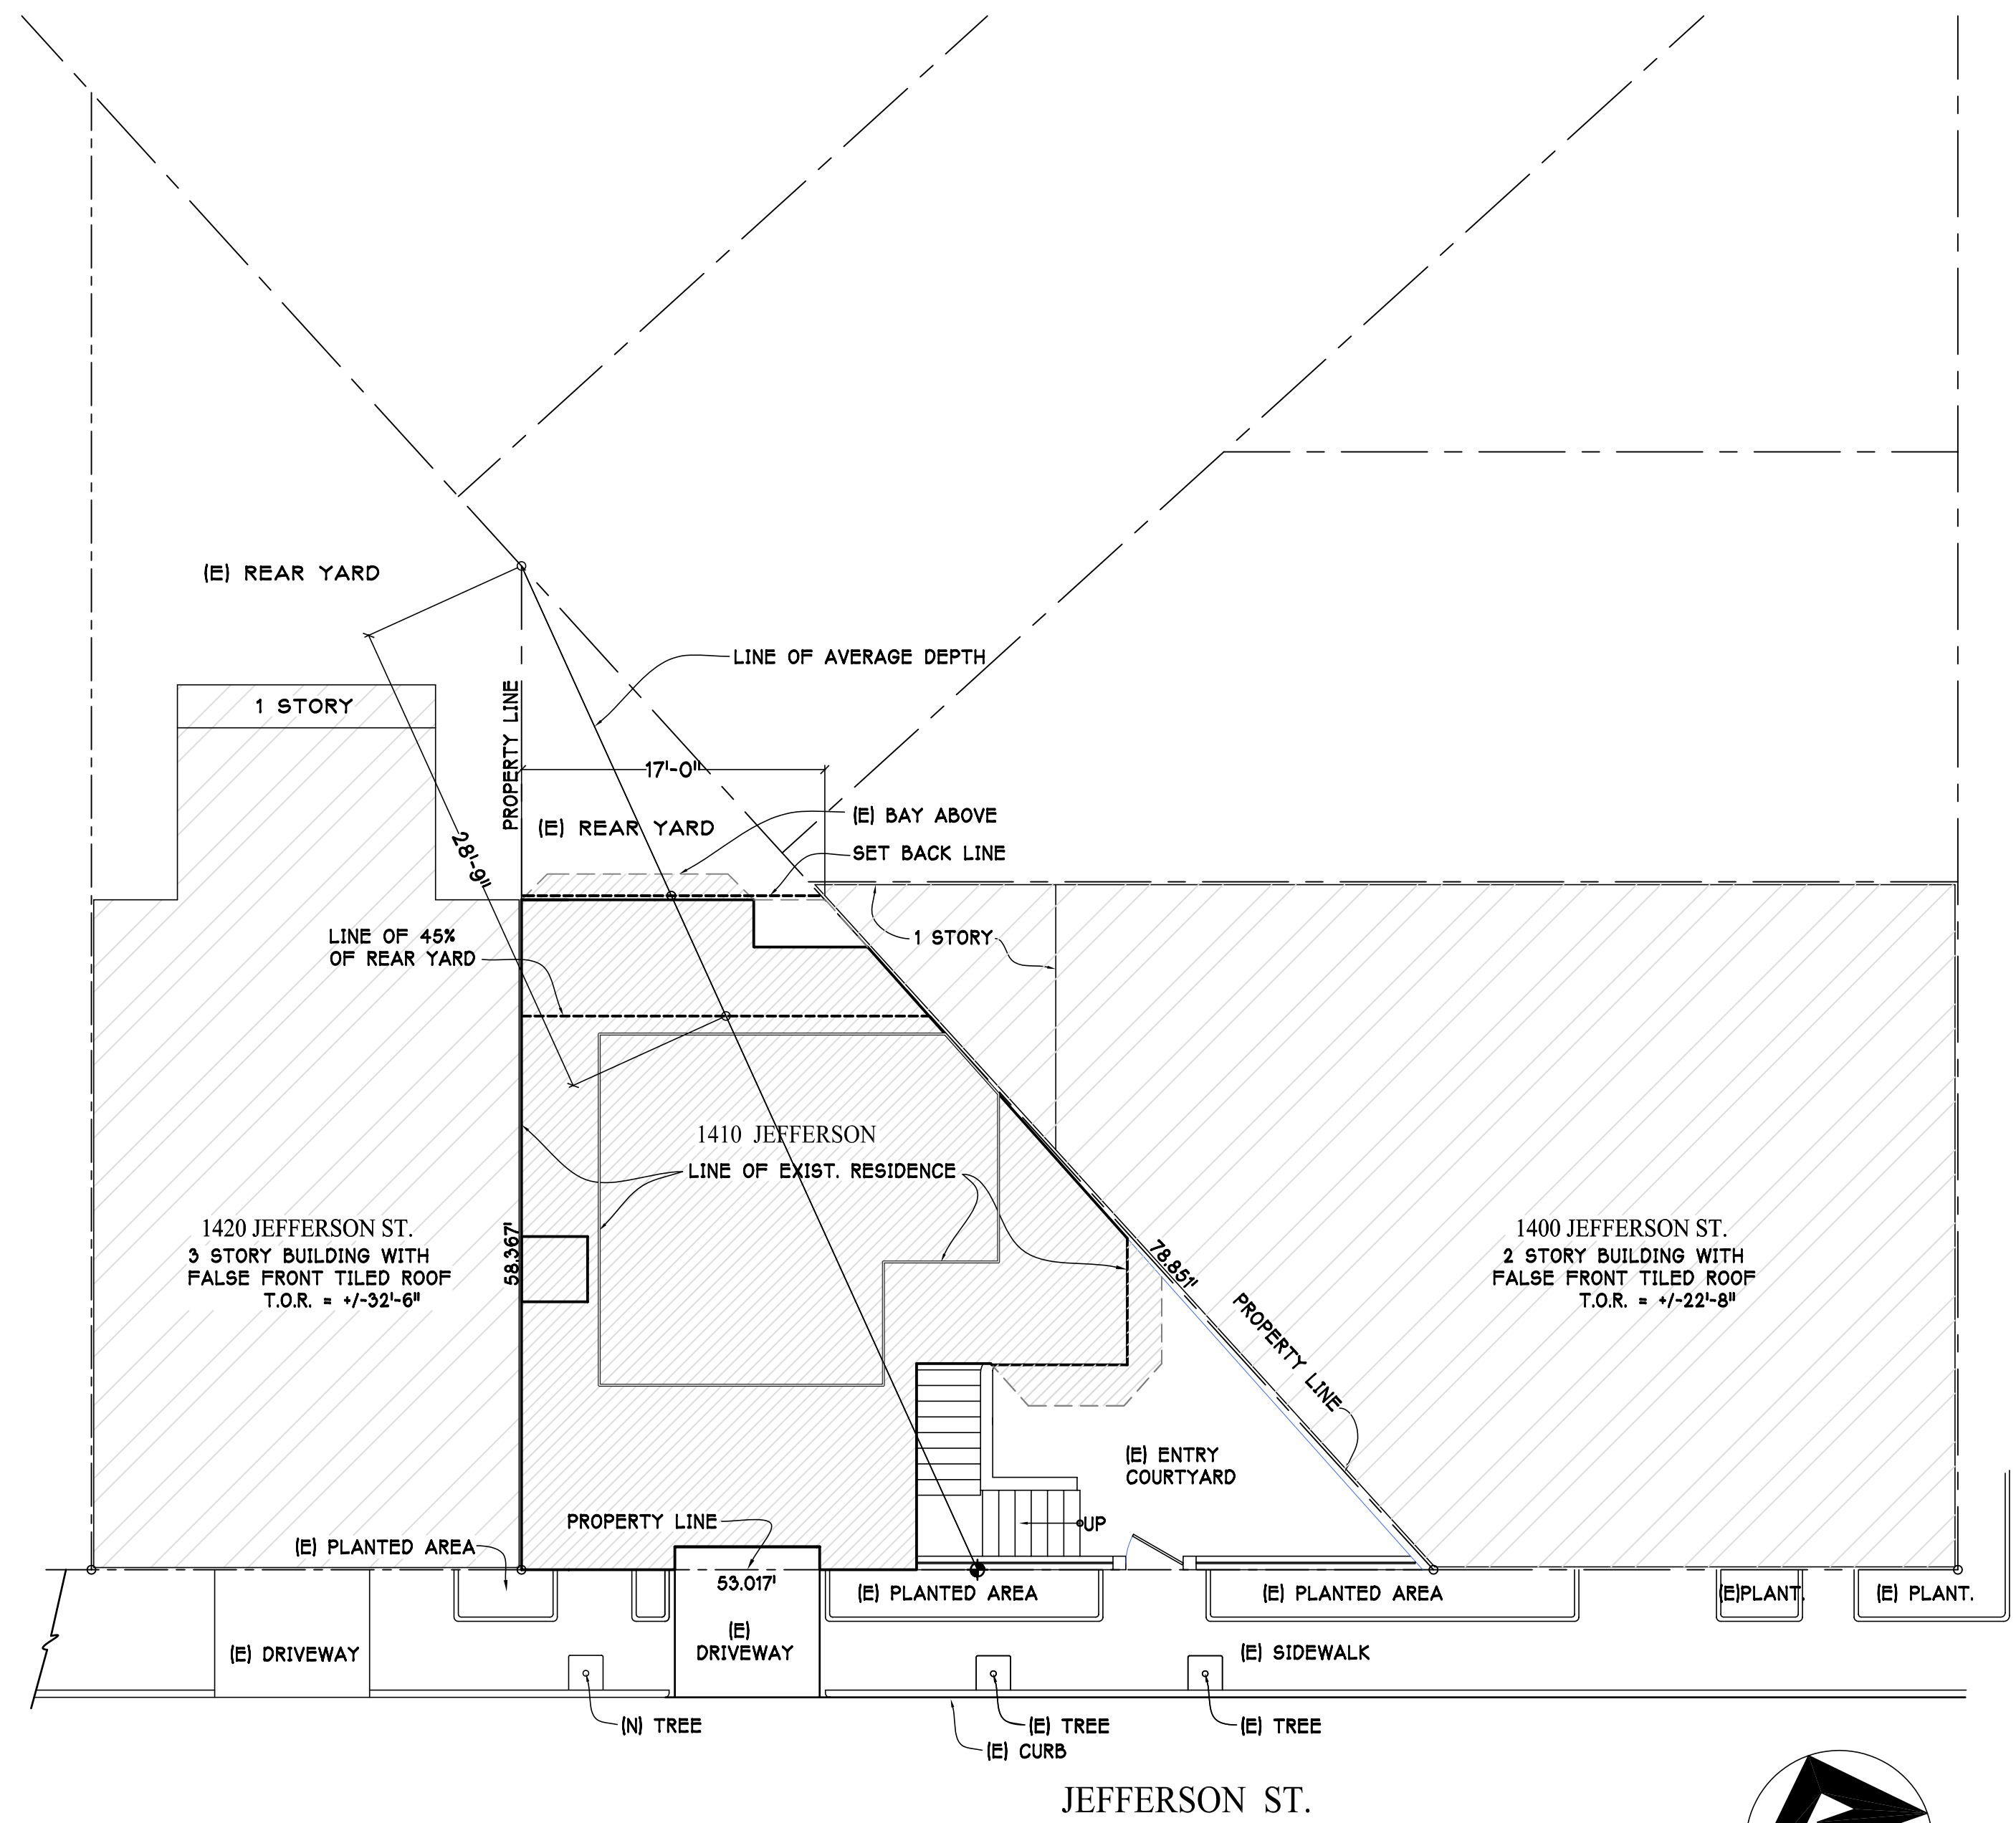 (E) REAR YARD
LINE OF AVERAGE DEPTH
1 STORY
PROPERTY LINE
17'-0"
(E) BAY ABOVE
(E) REAR YARD
28'-9"
SET BACK LINE
LINE OF 45%
OF REAR YARD
1 STORY
1410 JEFFERSON
LINE OF EXIST. RESIDENCE
1420 JEFFERSON ST.
3 STORY BUILDING WITH
FALSE FRONT TILED ROOF
T.O.R. = +/-32'-6"
58.367'
78.851'
1400 JEFFERSON ST.
2 STORY BUILDING WITH
FALSE FRONT TILED ROOF
T.O.R. = +/-22'-8"
PROPERTY LINE
(E) ENTRY
COURTYARD
PROPERTY LINE
UP
(E) PLANTED AREA
53.017'
(E) PLANTED AREA
(E) PLANTED AREA
(E)PLANT.
(E) PLANT.
(E) DRIVEWAY
(E)
DRIVEWAY
(E) SIDEWALK
(N) TREE
(E) TREE
(E) TREE
(E) CURB
JEFFERSON ST.